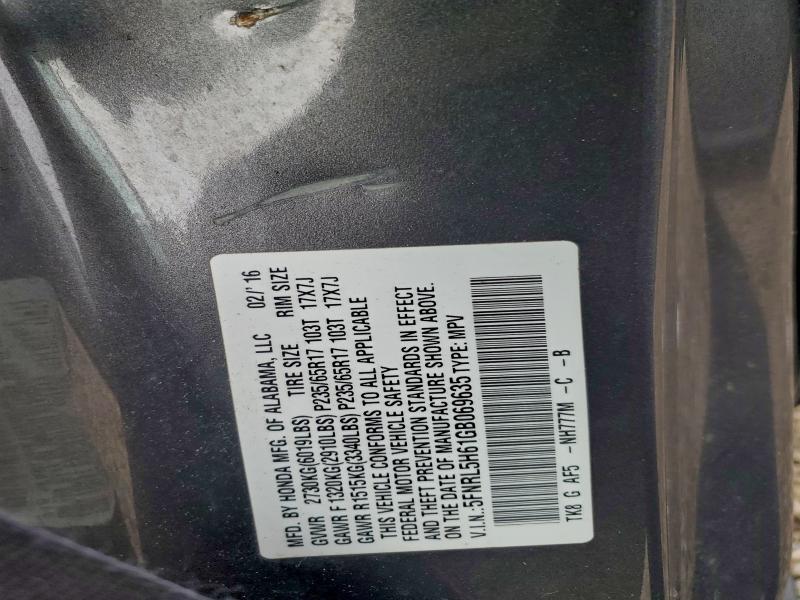 MFD. BY HONDA MFG. OF ALABAMA, LLC 02/'16
GVWR 2730KG(6019LBS) TIRE SIZE RIM SIZE
GAWR F 1320KG(2910LBS) P235/65R17 103T 17X7J
GAWR R1515KG(3340LBS) P235/65R17 103T 17X7J
THIS VEHICLE CONFORMS TO ALL APPLICABLE
FEDERAL MOTOR VEHICLE SAFETY
AND THEFT PREVENTION STANDARDS IN EFFECT
ON THE DATE OF MANUFACTURE SHOWN ABOVE.
V.I.N.:5FNRL5H61GB069635 TYPE: MPV
TK8 G AF5 -NH777M -C -B